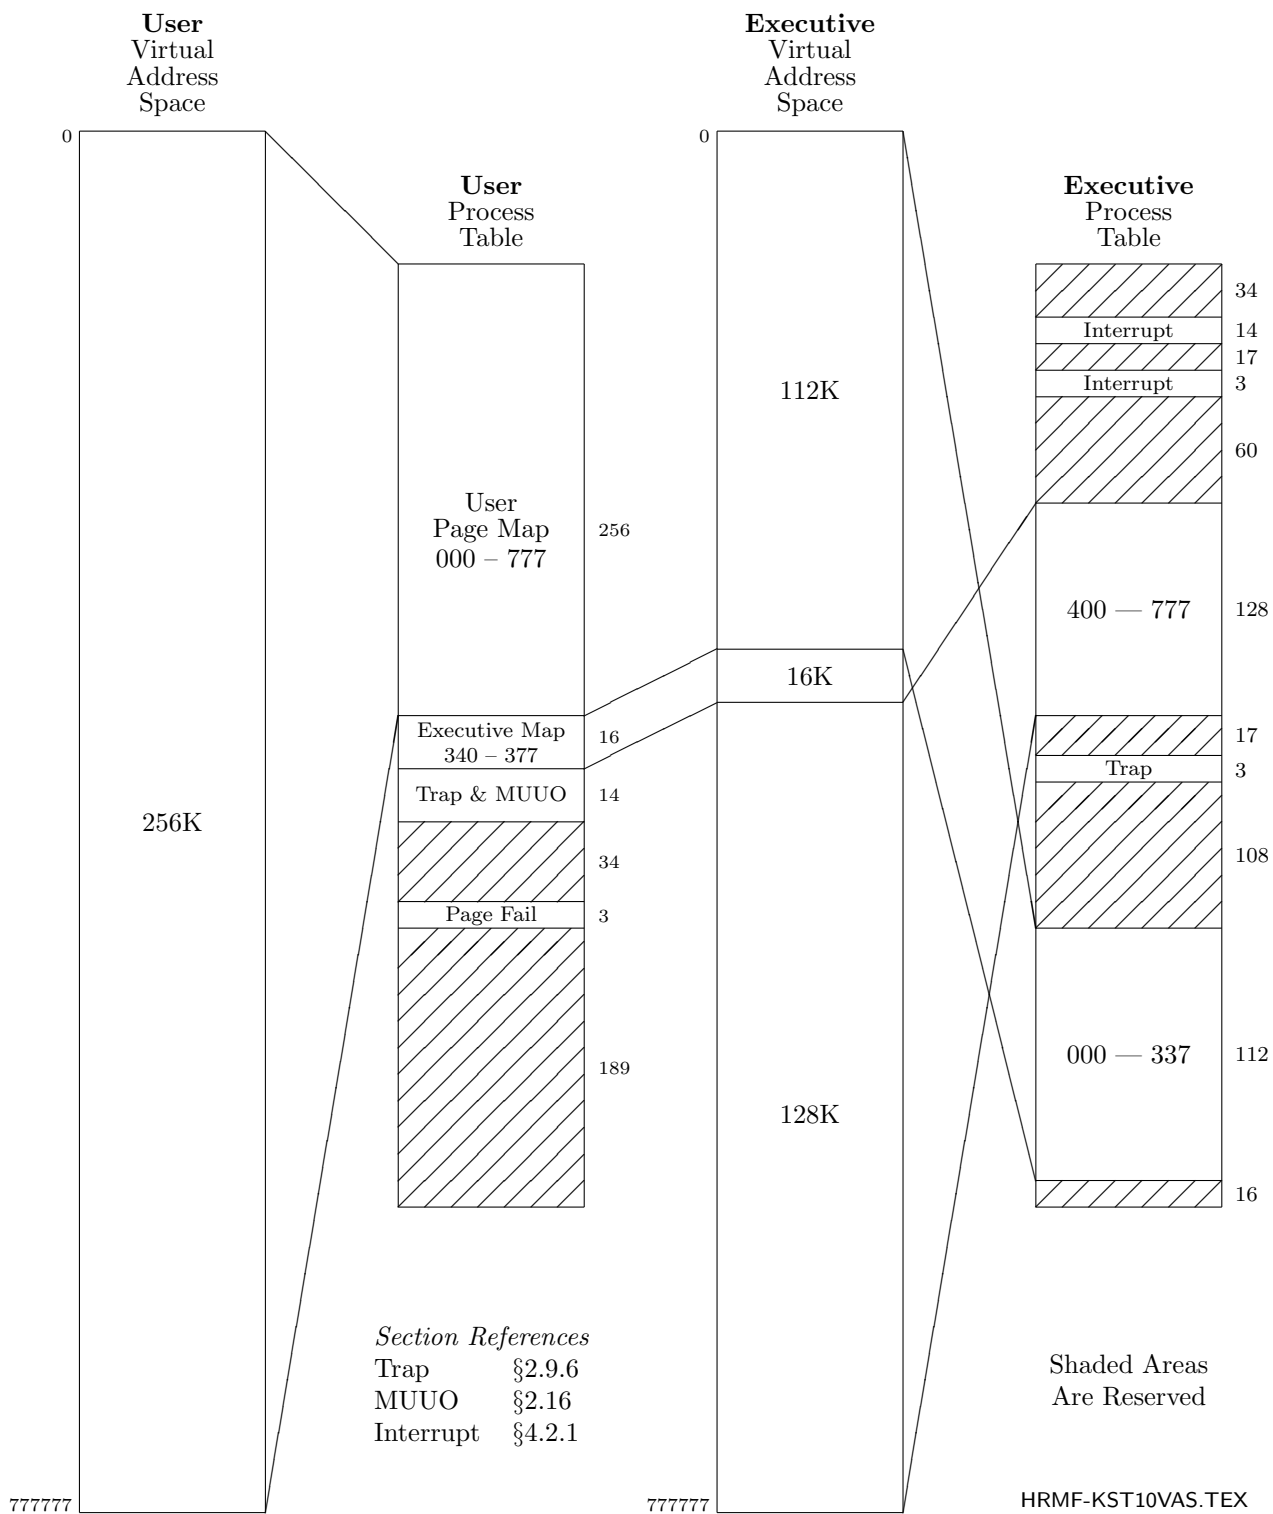 User
Virtual
Address
Space
0
256K
777777
User
Process
Table
User
Page Map
000 – 777
256
Executive Map
340 – 377
16
Trap & MUUO
14
34
Page Fail
3
189
Section References
Trap §2.9.6
MUUO §2.16
Interrupt §4.2.1
Executive
Virtual
Address
Space
0
112K
16K
128K
777777
Executive
Process
Table
34
Interrupt
14
17
Interrupt
3
60
400 — 777
128
17
Trap
3
108
000 — 337
112
16
Shaded Areas
Are Reserved
HRMF-KST10VAS.TEX